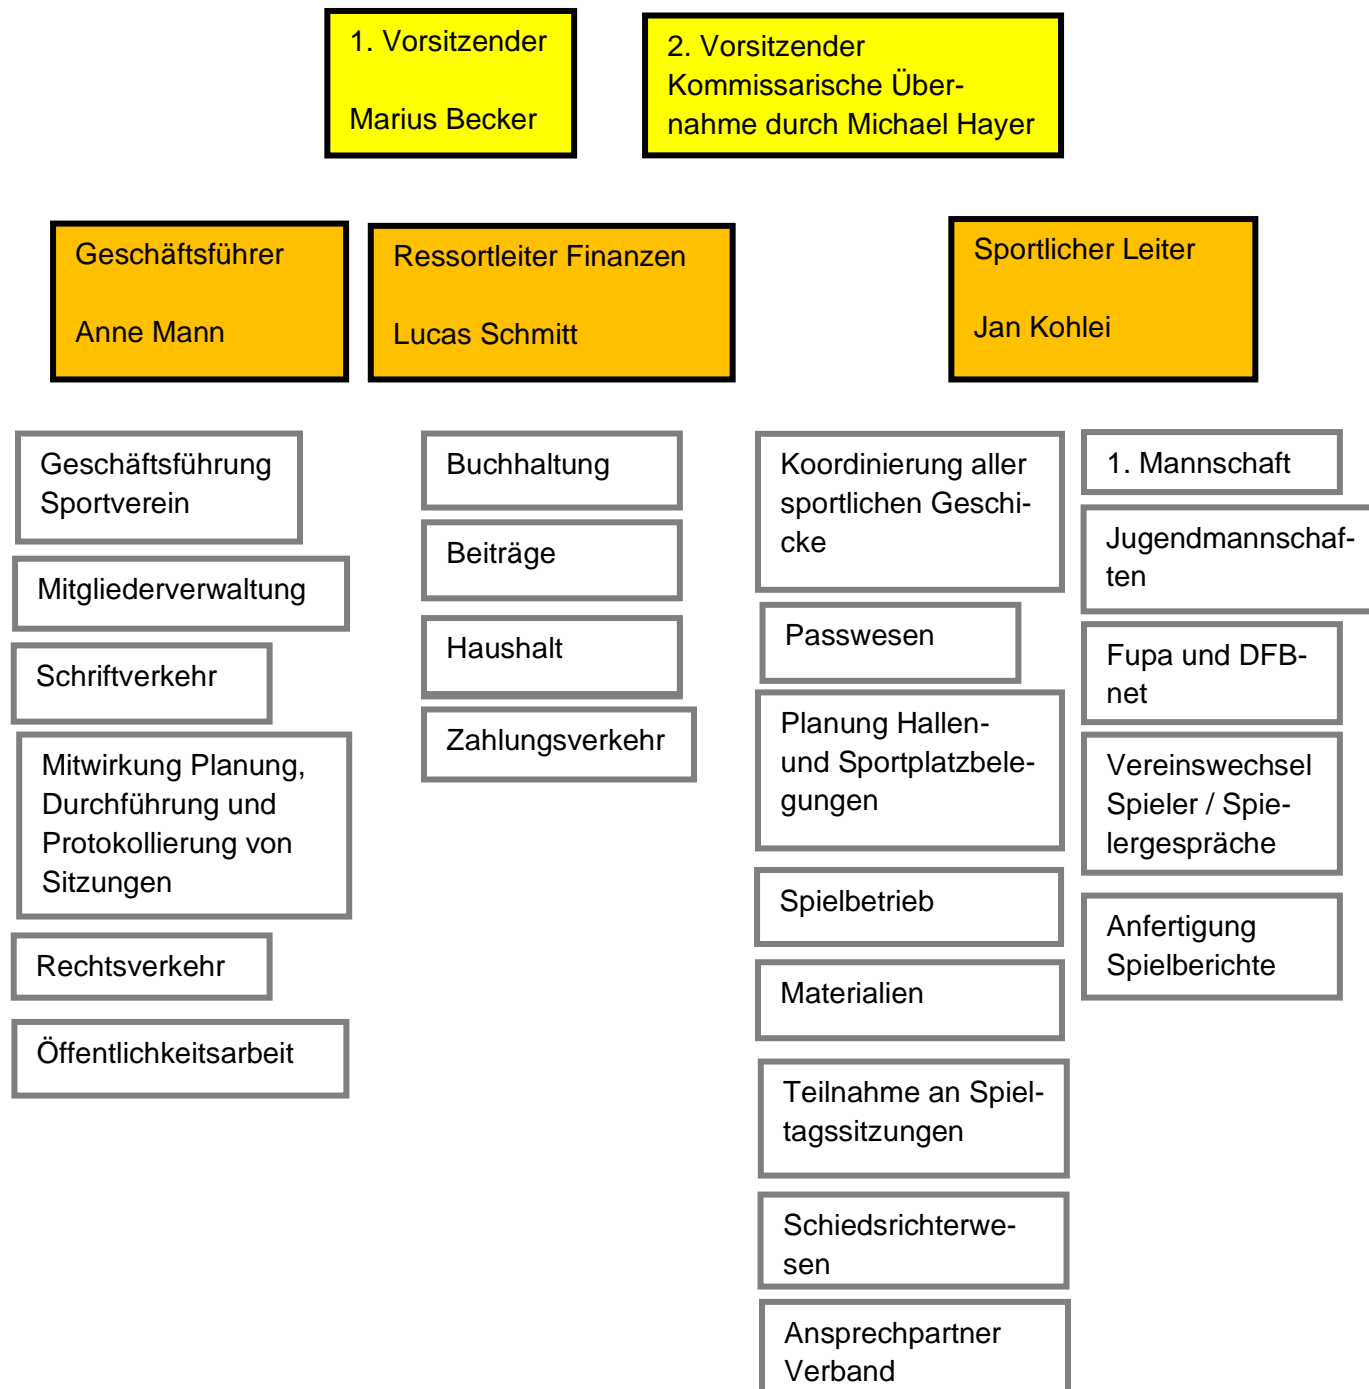 1. Vorsitzender
Marius Becker
2. Vorsitzender
Kommissarische Über-
nahme durch Michael Hayer
Geschäftsführer
Anne Mann
Ressortleiter Finanzen
Lucas Schmitt
Sportlicher Leiter
Jan Kohlei
Geschäftsführung
Sportverein
Mitgliederverwaltung
Schriftverkehr
Mitwirkung Planung,
Durchführung und
Protokollierung von
Sitzungen
Rechtsverkehr
Öffentlichkeitsarbeit
Buchhaltung
Beiträge
Haushalt
Zahlungsverkehr
Koordinierung aller
sportlichen Geschi-
cke
Passwesen
Planung Hallen-
und Sportplatzbele-
gungen
Spielbetrieb
Materialien
Teilnahme an Spiel-
tagssitzungen
Schiedsrichterwe-
sen
Ansprechpartner
Verband
1. Mannschaft
Jugendmannschaf-
ten
Fupa und DFB-
net
Vereinswechsel
Spieler / Spie-
lergespräche
Anfertigung
Spielberichte